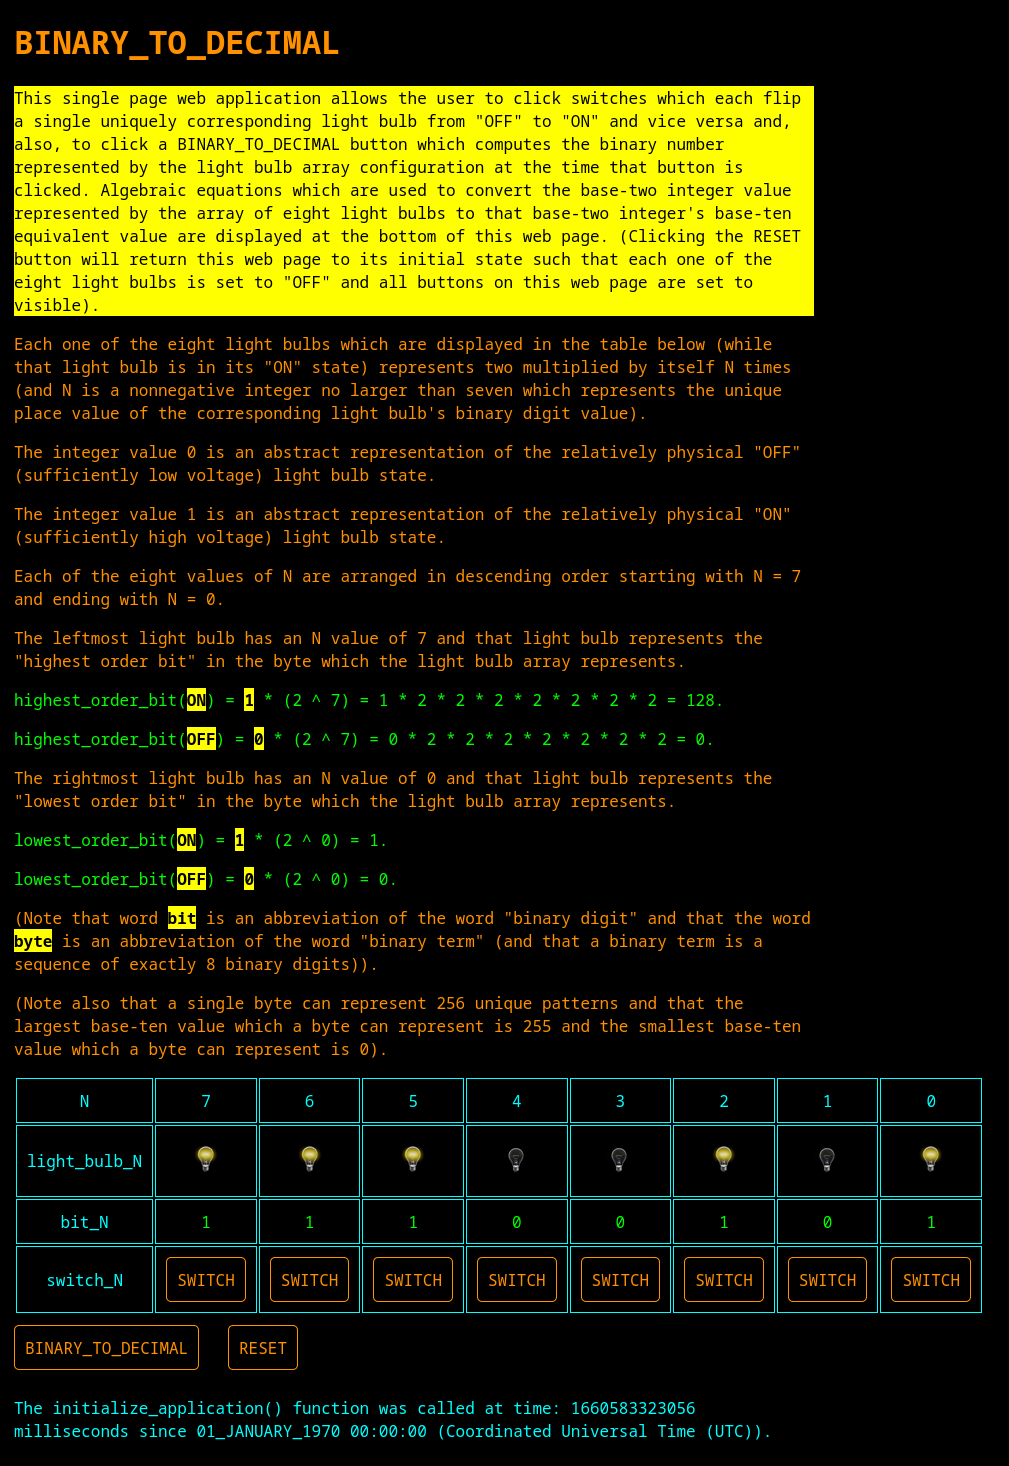 BINARY_TO_DECIMAL
This single page web application allows the user to click switches which each flip
a single uniquely corresponding light bulb from "OFF" to "ON" and vice versa and,
also, to click a BINARY_TO_DECIMAL button which computes the binary number
represented by the light bulb array configuration at the time that button is
clicked. Algebraic equations which are used to convert the base-two integer value
represented by the array of eight light bulbs to that base-two integer's base-ten
equivalent value are displayed at the bottom of this web page. (Clicking the RESET
button will return this web page to its initial state such that each one of the
eight light bulbs is set to "OFF" and all buttons on this web page are set to
visible).
Each one of the eight light bulbs which are displayed in the table below (while
that light bulb is in its "ON" state) represents two multiplied by itself N times
(and N is a nonnegative integer no larger than seven which represents the unique
place value of the corresponding light bulb's binary digit value).
The integer value 0 is an abstract representation of the relatively physical "OFF"
(sufficiently low voltage) light bulb state.
The integer value 1 is an abstract representation of the relatively physical "ON"
(sufficiently high voltage) light bulb state.
Each of the eight values of N are arranged in descending order starting with N = 7
and ending with N = 0.
The leftmost light bulb has an N value of 7 and that light bulb represents the
"highest order bit" in the byte which the light bulb array represents.
highest_order_bit(ON) = 1 * (2 ^ 7) = 1 * 2 * 2 * 2 * 2 * 2 * 2 * 2 = 128.
highest_order_bit(OFF) = 0 * (2 ^ 7) = 0 * 2 * 2 * 2 * 2 * 2 * 2 * 2 = 0.
The rightmost light bulb has an N value of 0 and that light bulb represents the
"lowest order bit" in the byte which the light bulb array represents.
lowest_order_bit(ON) = 1 * (2 ^ 0) = 1.
lowest_order_bit(OFF) = 0 * (2 ^ 0) = 0.
(Note that word bit is an abbreviation of the word "binary digit" and that the word
byte is an abbreviation of the word "binary term" (and that a binary term is a
sequence of exactly 8 binary digits)).
(Note also that a single byte can represent 256 unique patterns and that the
largest base-ten value which a byte can represent is 255 and the smallest base-ten
value which a byte can represent is 0).
N 7 6 5 4 3 2 1 0
light_bulb_N
bit_N 1 1 1 0 0 1 0 1
switch_N SWITCH SWITCH SWITCH SWITCH SWITCH SWITCH SWITCH SWITCH
BINARY_TO_DECIMAL RESET
The initialize_application() function was called at time: 1660583323056
milliseconds since 01_JANUARY_1970 00:00:00 (Coordinated Universal Time (UTC)).